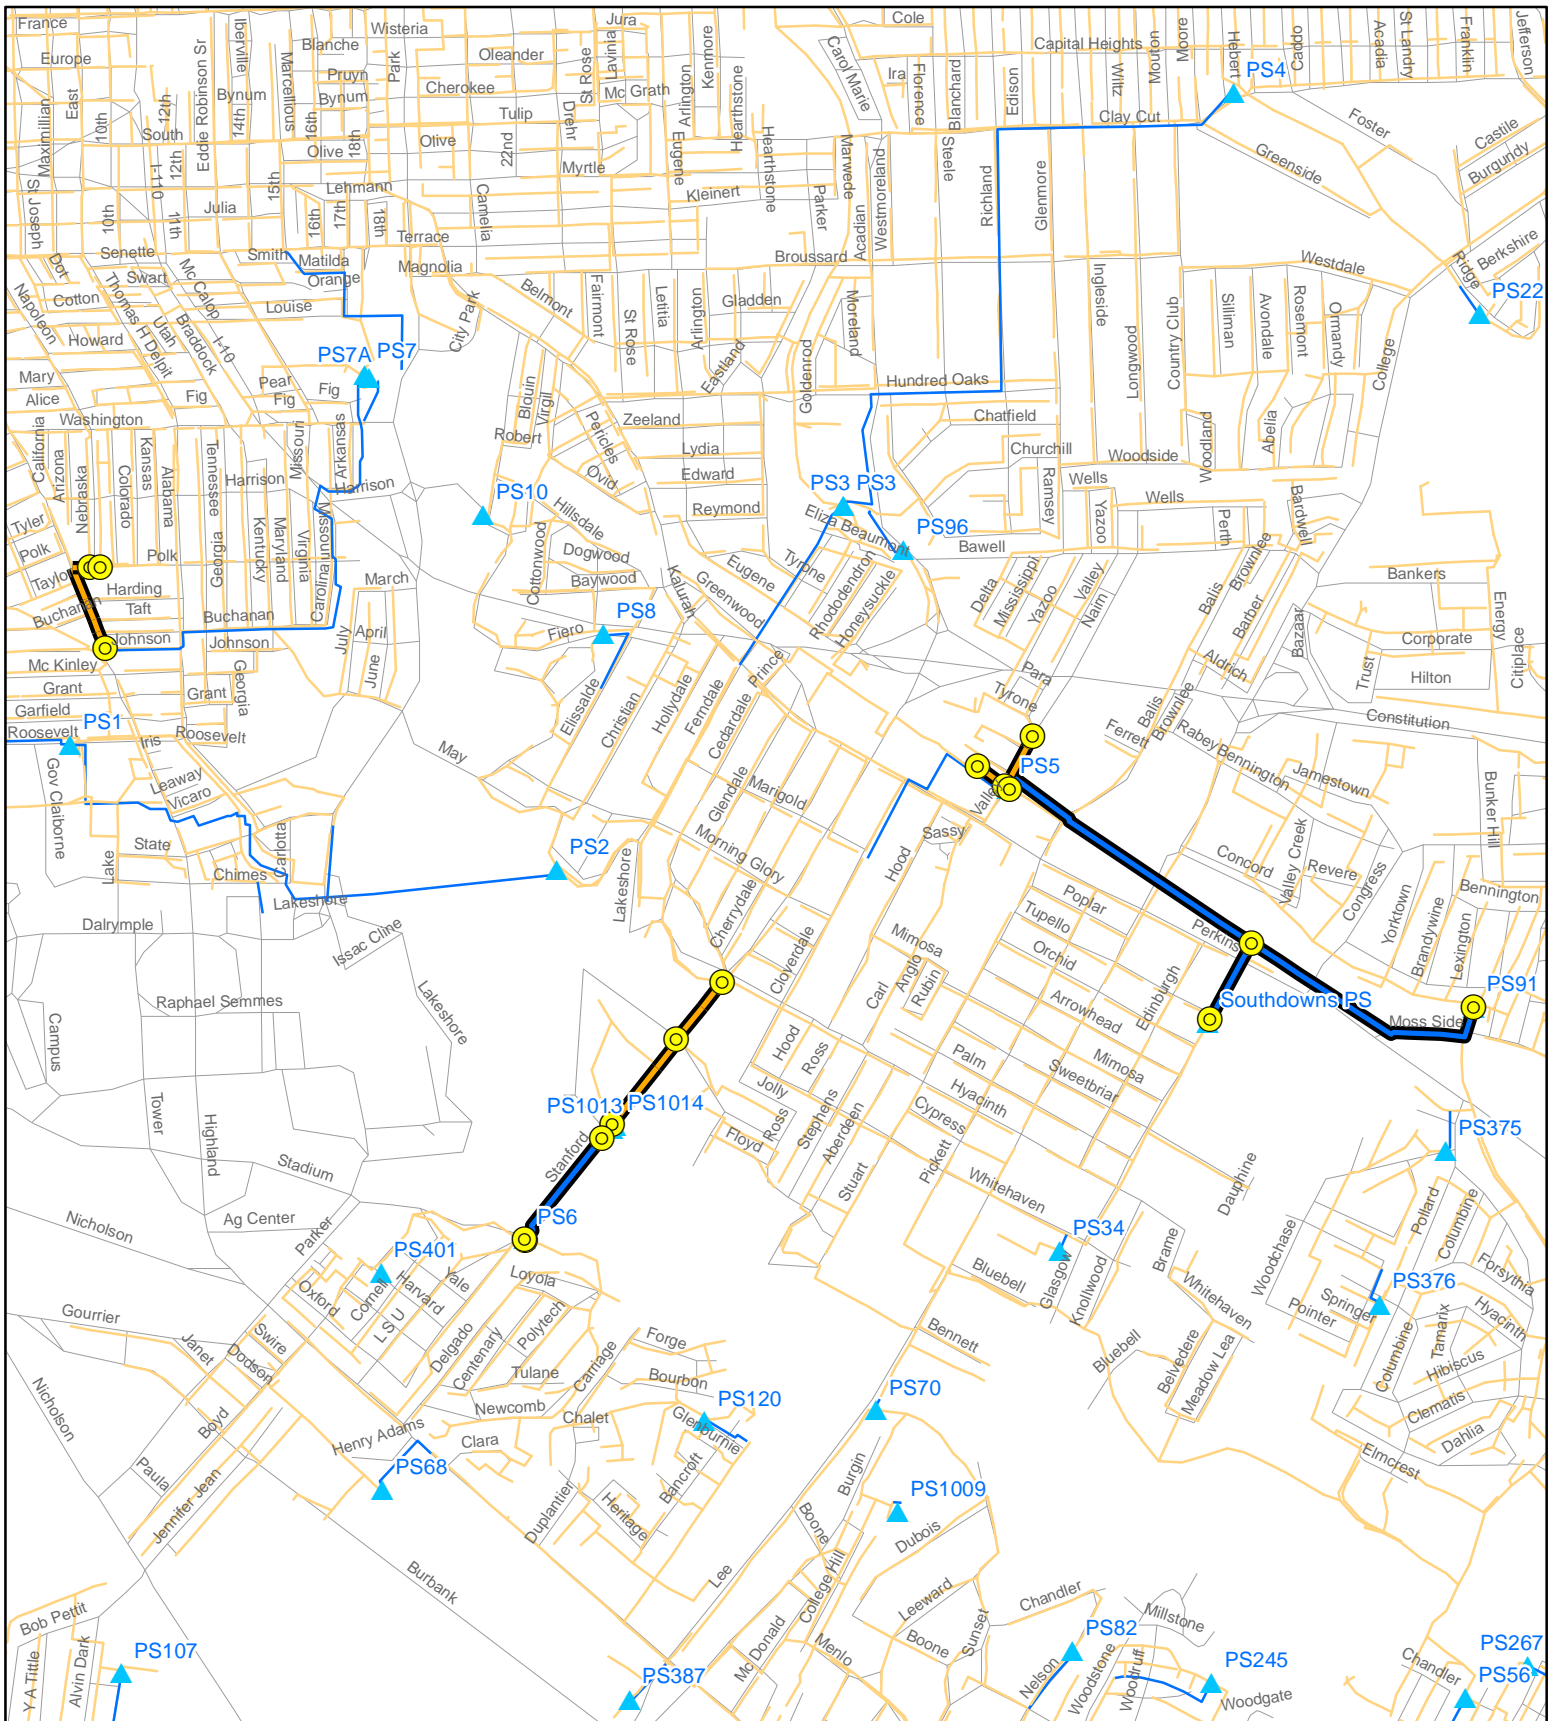 France
Iberville
Wisteria
Jura
Cole
Moore
Hebert
Caddo
Acadia
St Landry
Franklin
Jefferson
Europe
Blanche
Park
Oleander
St Rose
Lavinia
Kenmore
Carol Marie
Capital Heights
Mouton
Maximillian
East
12th
Eddie Robinson Sr
Bynum
14th
Marcellions
Pruyn
Bynum
16th
18th
Cherokee
Mc Grath
Arlington
Hearthstone
Ira
Florence
Blanchard
Edison
Wiltz
PS4
10th
South
Tulip
Drehr
Clay Cut
Foster
Castile
Burgundy
I-110
12th
15th
Olive
Olive
22nd
Myrtle
Eugene
Hearthstone
Marwede
Westmoreland
Steele
Greenside
St Joseph
10th
11th
Julia
Lehmann
16th
17th
18th
Camelia
Kleinert
Parker
Acadian
Richland
Glenmore
Senette
Smith
Matilda
Terrace
Broussard
Westdale
Ridge
Berkshire
Dot
Swart
Mc Calop
Orange
Magnolia
Belmont
Fairmont
Letitia
Gladden
Ingleside
Napoleon
Cotton
Thomas H Delpit
Utah
Braddock
I-10
Louise
City Park
St Rose
Arlington
Moreland
Longwood
Country Club
Silliman
Avondale
Rosemont
Ormandy
College
PS22
Howard
PS7A
PS7
Eastland
Goldenrod
Mary
Alice
Pear
Fig
Fig
Fig
Hundred Oaks
Washington
Blouin
Virgil
Robert
Pericles
Zeeland
Chatfield
California
Arizona
Nebraska
Colorado
Kansas
Alabama
Tennessee
Missouri
Arkansas
Lydia
Churchill
Woodside
Woodland
Abelia
Harrison
Harrison
Ovid
Edward
Ramsey
Wells
Wells
Tyler
PS10
Hillsdale
Reymond
PS3
PS3
PS96
Yazoo
Perth
Bardwell
Polk
Polk
Georgia
Kentucky
Maryland
Virginia
Missouri
Carolina
Cottonwood
Dogwood
Baywood
Eliza Beaumont
Bawell
Taylor
Harding
March
Kalurah
Greenwood
Eugene
Tyrone
Rhododendron
Honeysuckle
Delta
Mississippi
Yazoo
Valley
Nairn
Balis
Brownlee
Barber
Bankers
Buchanan
Taft
Buchanan
PS8
Fiero
Energy
Johnson
Johnson
July
April
June
Bazaar
Corporate
Citiplace
Mc Kinley
Georgia
Elissalde
Christian
Hollydale
Ferndale
Cedardale
Prince
Para
Tyrone
Aldrich
Trust
Hilton
Grant
Grant
Garfield
Balis
Brownlee
Constitution
Roosevelt
PS1
Iris
Roosevelt
May
Ferrett
Rabey
Bennington
Gov Claiborne
Leaway
Vicaro
Glendale
Marigold
PS5
Valley
Jamestown
Bunker Hill
Lake
State
Chimes
Carlotta
PS2
Lakeshore
Morning Glory
Sassy
Hood
Concord
Valley Creek
Revere
Congress
Bennington
Lakeshore
Dalrymple
Issac Cline
Cherrydale
Cloverdale
Mimosa
Poplar
Tupello
Orchid
Perkins
Yorktown
Brandywine
Lexington
Campus
Raphael Semmes
Lakeshore
Carl
Anglo
Rubin
Arrowhead
Edinburgh
Southdowns PS
PS91
Moss Side
Hood
Ross
Palm
Mimosa
Tower
Highland
PS1013
PS1014
Jolly
Ross
Stephens
Aberdeen
Hyacinth
Sweetbriar
Cypress
PS375
Stanford
Floyd
Stuart
Pickett
Whitehaven
Dauphine
Stadium
Nicholson
Ag Center
PS6
Pollard
Columbine
Parker
PS401
PS34
Brame
Woodchase
Forsythia
Oxford
Cornell
Harvard
Yale
Loyola
Bluebell
Glasgow
Knollwood
Whitehaven
Springer
PS376
Gourrier
L S U
Pointer
Tamarix
Hyacinth
Janet
Swire
Dodson
Delgado
Centenary
Polytech
Forge
Bennett
Bluebell
Belvedere
Meadow Lea
Columbine
Hibiscus
Tulane
Carriage
Bourbon
Nicholson
Boyd
Newcomb
Chalet
PS120
Glenburnie
PS70
Clematis
Dahlia
Henry Adams
Clara
Elmcrest
Paula
PS68
Bancroft
Burgin
Jennifer Jean
Duplantier
Heritage
Boone
PS1009
Dubois
Burbank
Lee
College Hill
Leeward
Chandler
Bob Pettit
Sunset
Millstone
Y A Tittle
Alvin Dark
PS107
PS387
Mc Donald
Menlo
Boone
PS82
Nelson
Woodstone
Woodruff
PS245
Woodgate
Chandler
PS267
PS56